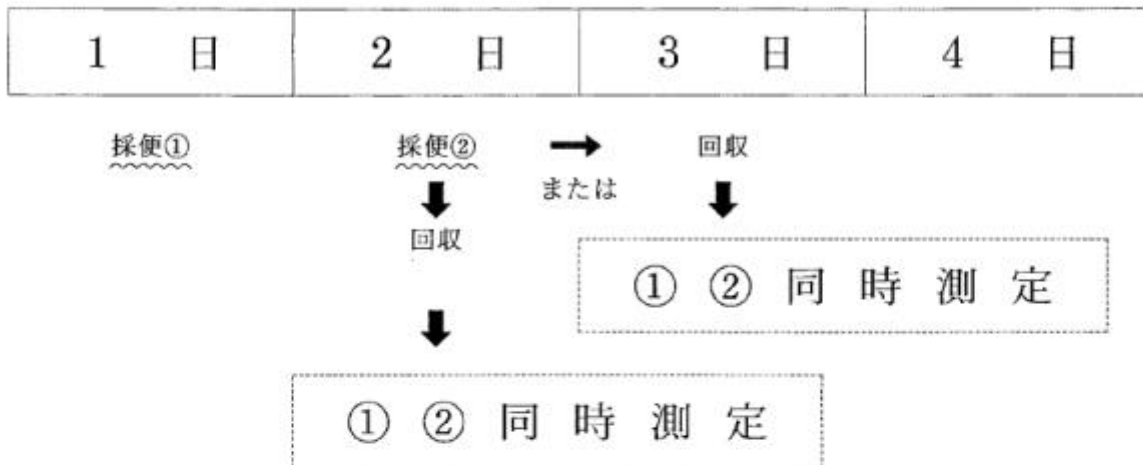 1 日 2 日 3 日 4 日
採便① 採便② 回収
または
回収
① ② 同時測定
① ② 同時測定